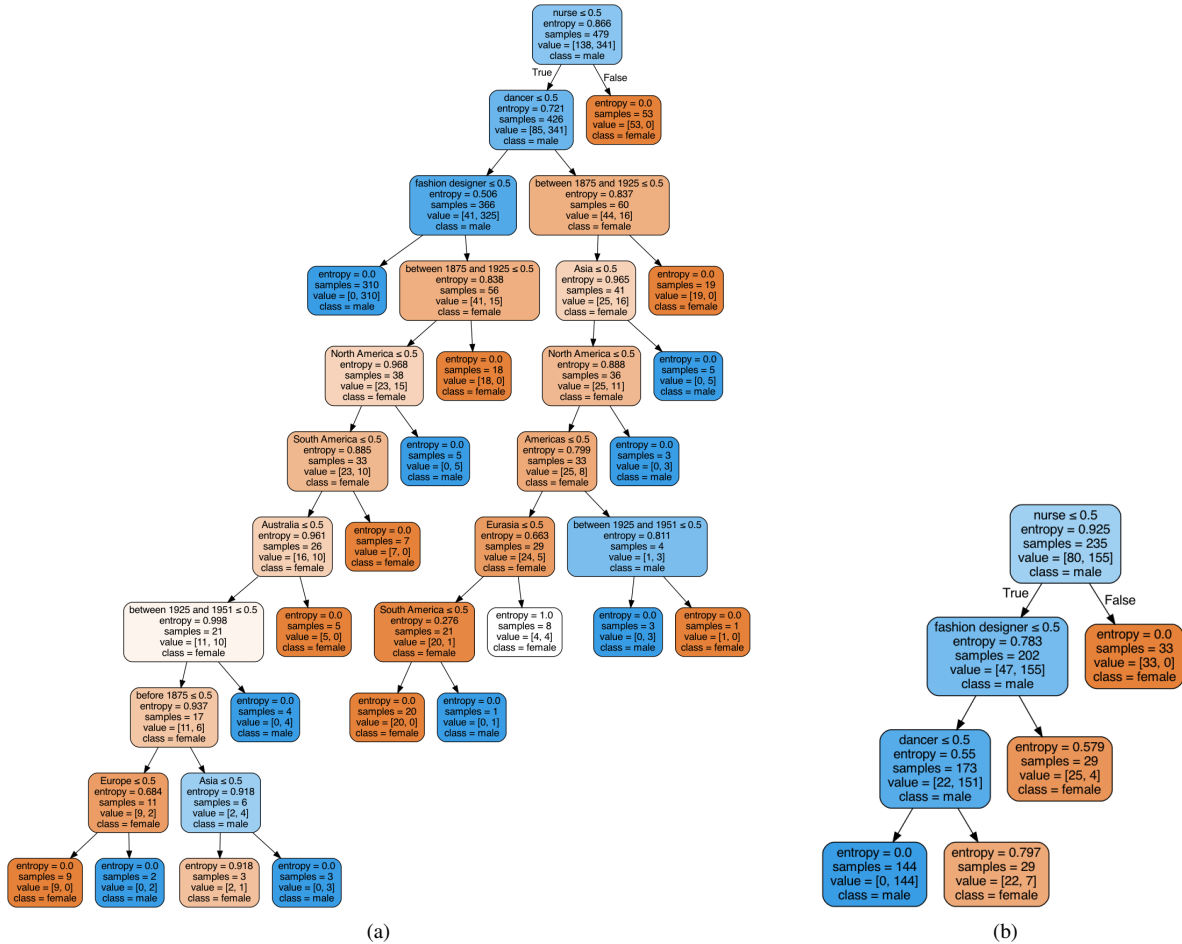 nurse ≤ 0.5
entropy = 0.866
samples = 479
value = [138, 341]
class = male
True
False
dancer ≤ 0.5
entropy = 0.721
samples = 426
value = [85, 341]
class = male
entropy = 0.0
samples = 53
value = [53, 0]
class = female
fashion designer ≤ 0.5
entropy = 0.506
samples = 366
value = [41, 325]
class = male
between 1875 and 1925 ≤ 0.5
entropy = 0.837
samples = 60
value = [44, 16]
class = female
entropy = 0.0
samples = 310
value = [0, 310]
class = male
between 1875 and 1925 ≤ 0.5
entropy = 0.838
samples = 56
value = [41, 15]
class = female
Asia ≤ 0.5
entropy = 0.965
samples = 41
value = [25, 16]
class = female
entropy = 0.0
samples = 19
value = [19, 0]
class = female
North America ≤ 0.5
entropy = 0.968
samples = 38
value = [23, 15]
class = female
entropy = 0.0
samples = 18
value = [18, 0]
class = female
North America ≤ 0.5
entropy = 0.888
samples = 36
value = [25, 11]
class = female
entropy = 0.0
samples = 5
value = [0, 5]
class = male
South America ≤ 0.5
entropy = 0.885
samples = 33
value = [23, 10]
class = female
entropy = 0.0
samples = 5
value = [0, 5]
class = male
Americas ≤ 0.5
entropy = 0.799
samples = 33
value = [25, 8]
class = female
entropy = 0.0
samples = 3
value = [0, 3]
class = male
Australia ≤ 0.5
entropy = 0.961
samples = 26
value = [16, 10]
class = female
entropy = 0.0
samples = 7
value = [7, 0]
class = female
Eurasia ≤ 0.5
entropy = 0.663
samples = 29
value = [24, 5]
class = female
between 1925 and 1951 ≤ 0.5
entropy = 0.811
samples = 4
value = [1, 3]
class = male
between 1925 and 1951 ≤ 0.5
entropy = 0.998
samples = 21
value = [11, 10]
class = female
entropy = 0.0
samples = 5
value = [5, 0]
class = female
South America ≤ 0.5
entropy = 0.276
samples = 21
value = [20, 1]
class = female
entropy = 1.0
samples = 8
value = [4, 4]
class = female
entropy = 0.0
samples = 3
value = [0, 3]
class = male
entropy = 0.0
samples = 1
value = [1, 0]
class = female
before 1875 ≤ 0.5
entropy = 0.937
samples = 17
value = [11, 6]
class = female
entropy = 0.0
samples = 4
value = [0, 4]
class = male
entropy = 0.0
samples = 20
value = [20, 0]
class = female
entropy = 0.0
samples = 1
value = [0, 1]
class = male
Europe ≤ 0.5
entropy = 0.684
samples = 11
value = [9, 2]
class = female
Asia ≤ 0.5
entropy = 0.918
samples = 6
value = [2, 4]
class = male
entropy = 0.0
samples = 9
value = [9, 0]
class = female
entropy = 0.0
samples = 2
value = [0, 2]
class = male
entropy = 0.918
samples = 3
value = [2, 1]
class = female
entropy = 0.0
samples = 3
value = [0, 3]
class = male
(a)
nurse ≤ 0.5
entropy = 0.925
samples = 235
value = [80, 155]
class = male
True
False
fashion designer ≤ 0.5
entropy = 0.783
samples = 202
value = [47, 155]
class = male
entropy = 0.0
samples = 33
value = [33, 0]
class = female
dancer ≤ 0.5
entropy = 0.55
samples = 173
value = [22, 151]
class = male
entropy = 0.579
samples = 29
value = [25, 4]
class = female
entropy = 0.0
samples = 144
value = [0, 144]
class = male
entropy = 0.797
samples = 29
value = [22, 7]
class = female
(b)